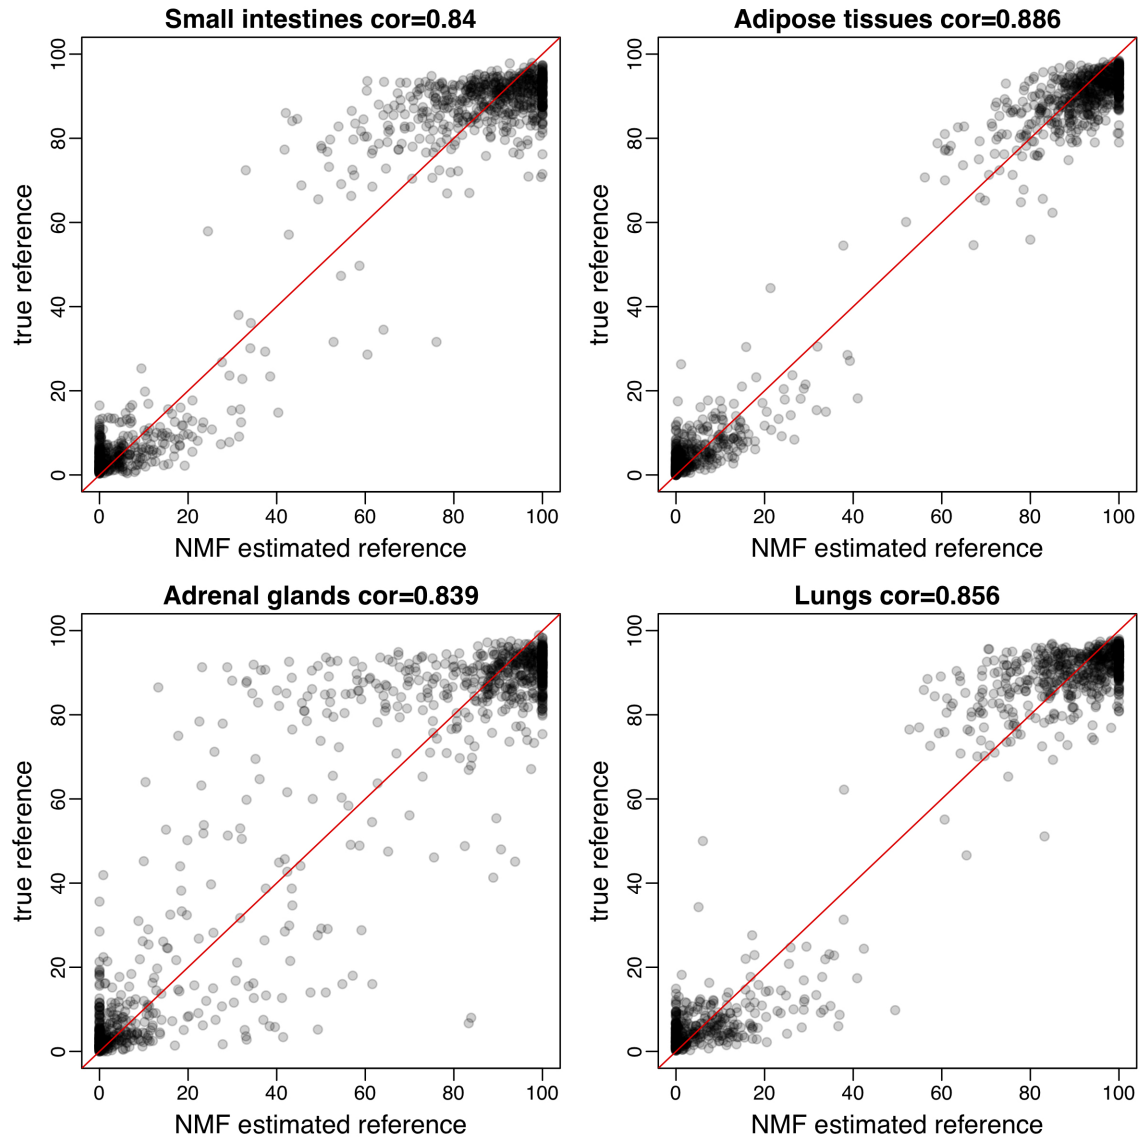 Small intestines cor=0.84
100
80
60
40
20
0
true reference
0 20 40 60 80 100
NMF estimated reference
Adipose tissues cor=0.886
100
80
60
40
20
0
true reference
0 20 40 60 80 100
NMF estimated reference
Adrenal glands cor=0.839
100
80
60
40
20
0
true reference
0 20 40 60 80 100
NMF estimated reference
Lungs cor=0.856
100
80
60
40
20
0
true reference
0 20 40 60 80 100
NMF estimated reference